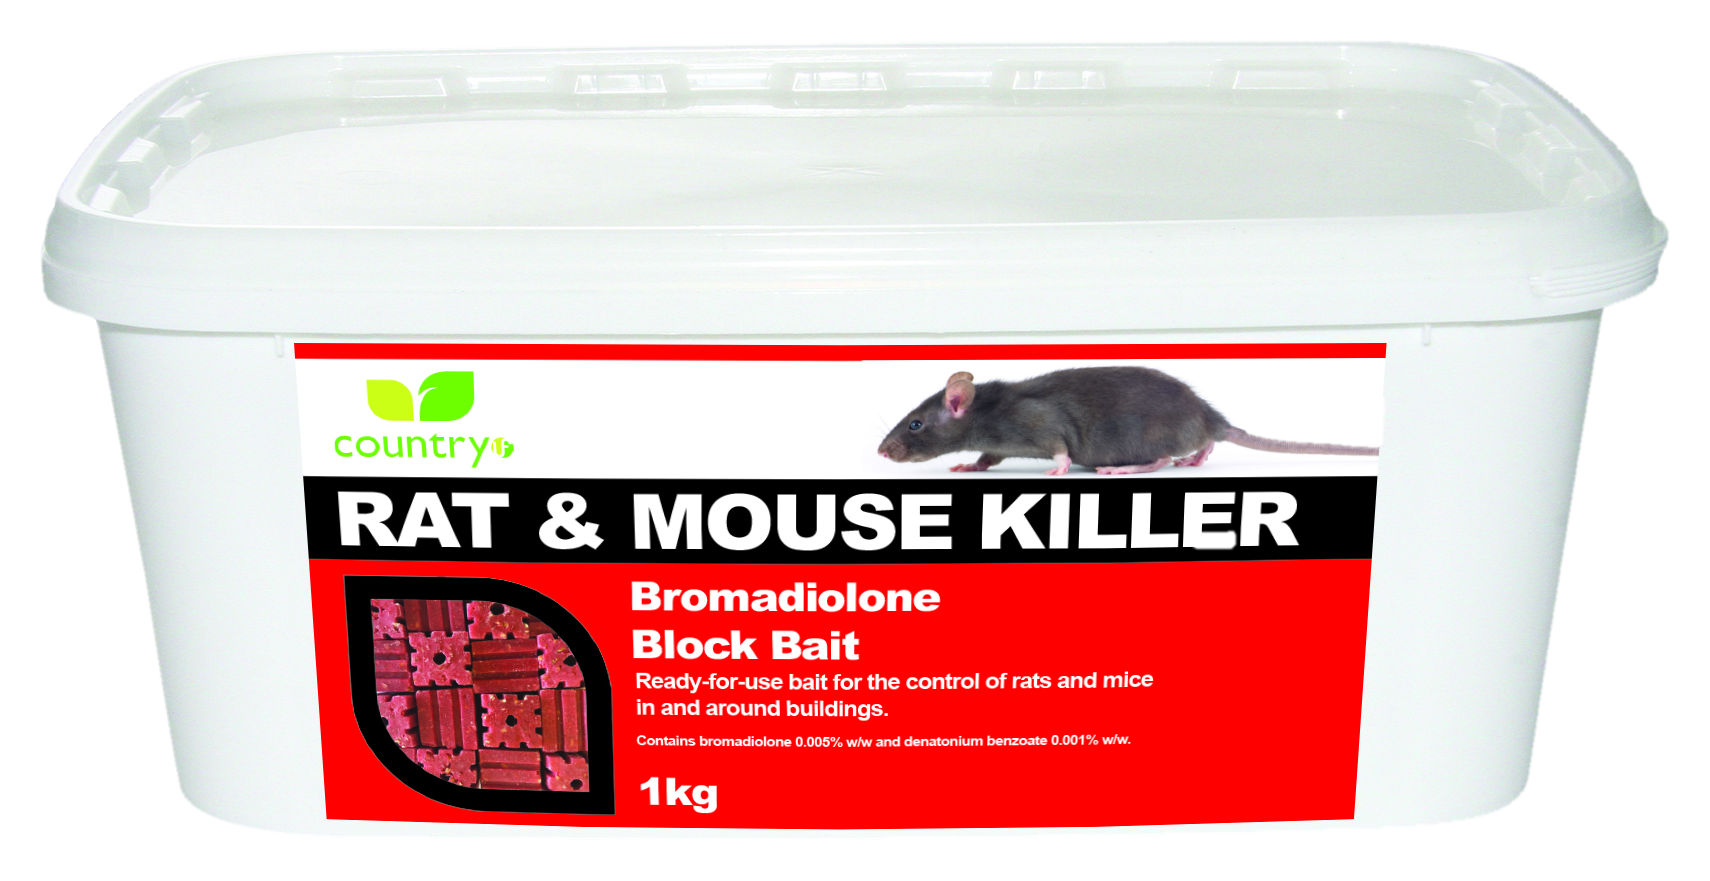 country UF
RAT & MOUSE KILLER
Bromadiolone
Block Bait
Ready-for-use bait for the control of rats and mice
in and around buildings.
Contains bromadiolone 0.005% w/w and denatonium benzoate 0.001% w/w.
1kg